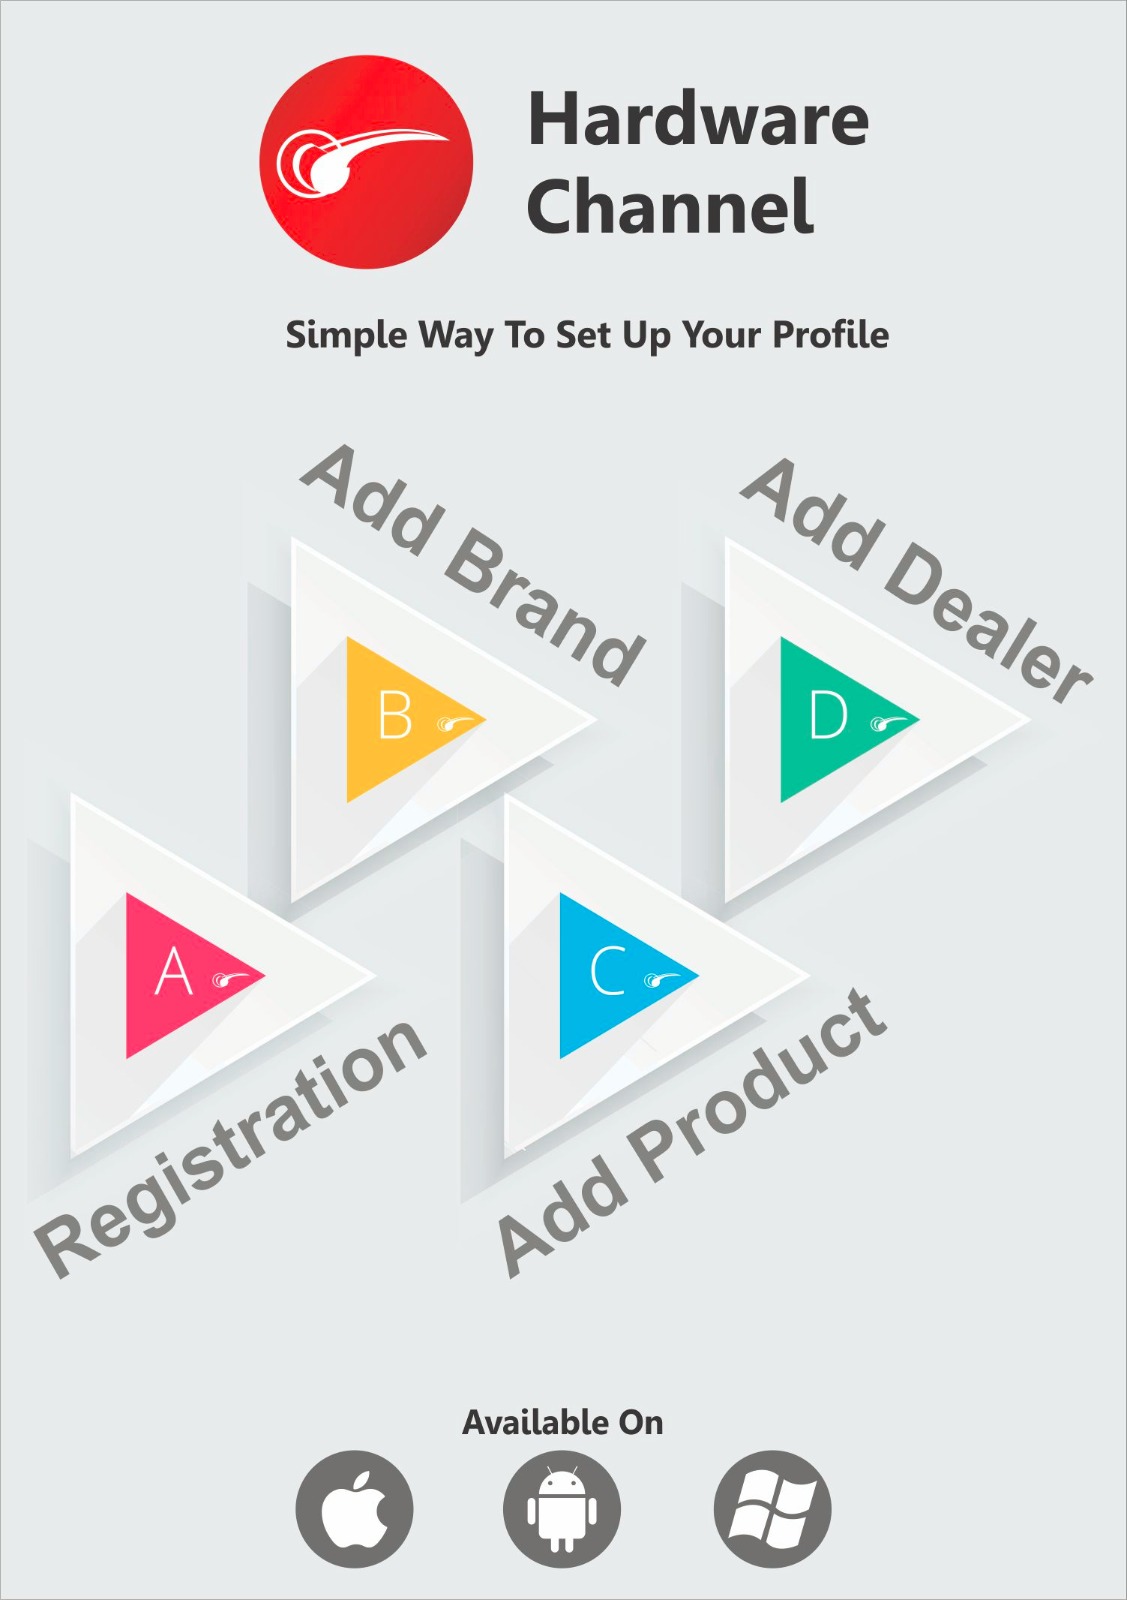 Hardware
Channel
Simple Way To Set Up Your Profile
Add Brand
Add Dealer
B
D
A
C
Registration
Add Product
Available On